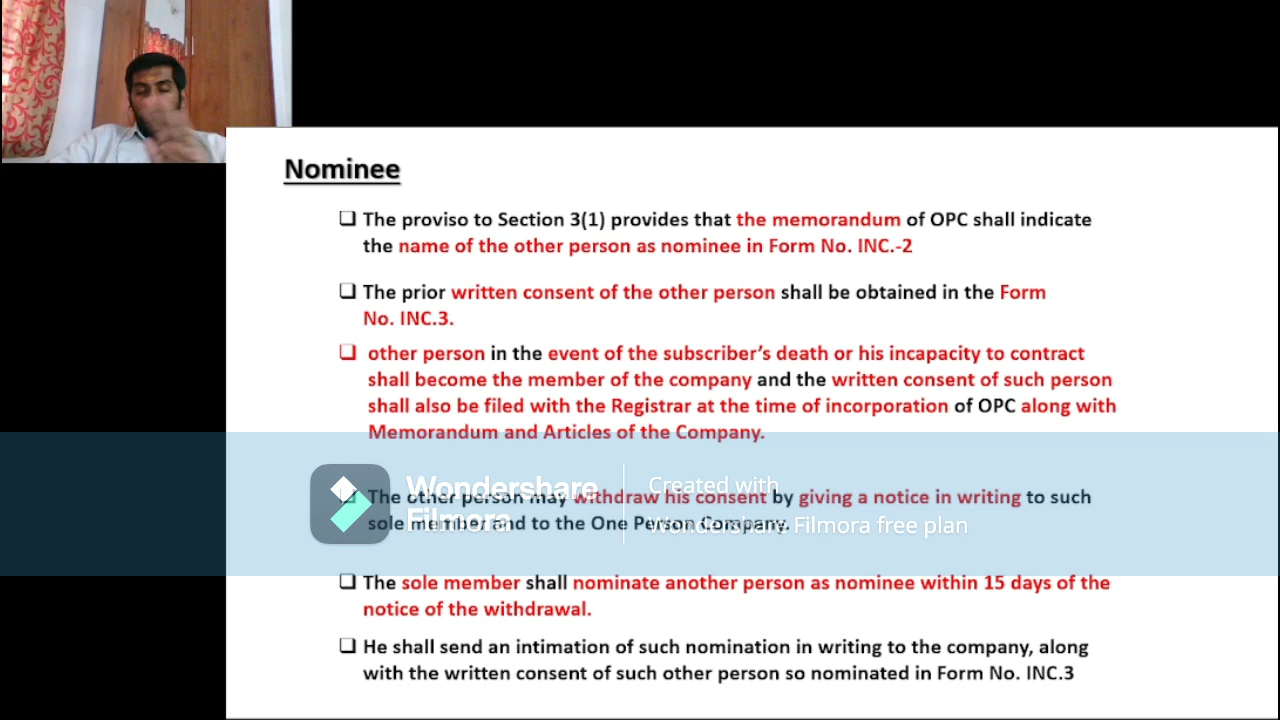 Nominee
❑ The proviso to Section 3(1) provides that the memorandum of OPC shall indicate
the name of the other person as nominee in Form No. INC.-2
❑ The prior written consent of the other person shall be obtained in the Form
No. INC.3.
❑ other person in the event of the subscriber's death or his incapacity to contract
shall become the member of the company and the written consent of such person
shall also be filed with the Registrar at the time of incorporation of OPC along with
Memorandum and Articles of the Company.
❑ The other person may withdraw his consent by giving a notice in writing to such
sole member and to the One Person Company.
Wondershare
Filmora
Created with
Wondershare Filmora free plan
❑ The sole member shall nominate another person as nominee within 15 days of the
notice of the withdrawal.
❑ He shall send an intimation of such nomination in writing to the company, along
with the written consent of such other person so nominated in Form No. INC.3